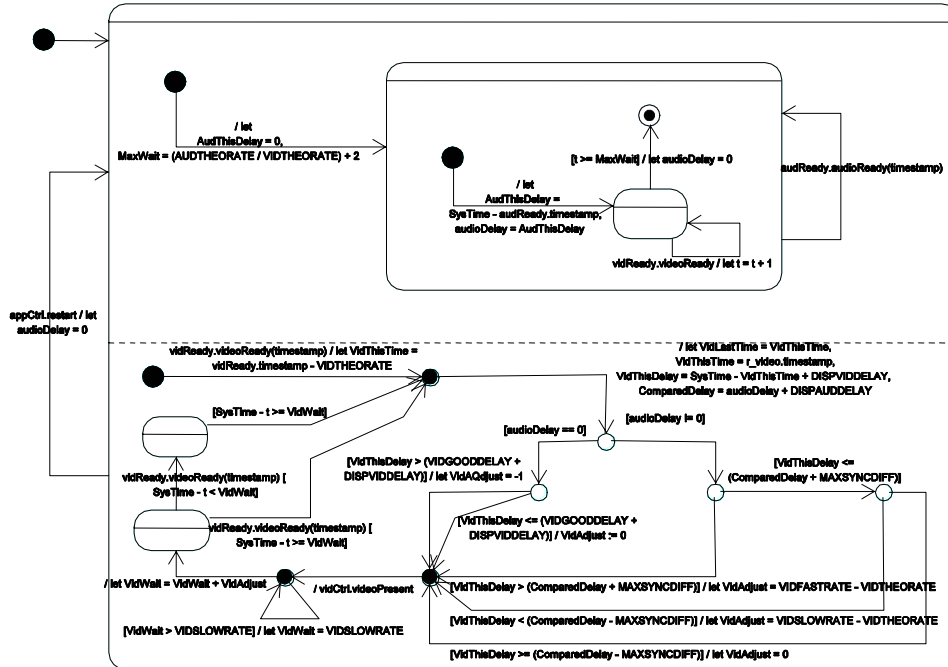 / let
AudThisDelay = 0,
MaxWait = (AUDTHEORATE / VIDTHEORATE) + 2
[t >= MaxWait] / let audioDelay = 0
audReady.audioReady(timestamp)
/ let
AudThisDelay =
SysTime - audReady.timestamp,
audioDelay = AudThisDelay
vidReady.videoReady / let t = t + 1
appCtrl.restart / let
audioDelay = 0
vidReady.videoReady(timestamp) / let VidThisTime =
vidReady.timestamp - VIDTHEORATE
/ let VidLastTime = VidThisTime,
VidThisTime = r_video.timestamp,
VidThisDelay = SysTime - VidThisTime + DISPVIDDELAY,
ComparedDelay = audioDelay + DISPAUDDELAY
[SysTime - t >= VidWait]
[audioDelay == 0]
[audioDelay != 0]
[VidThisDelay > (VIDGOODDELAY +
DISPVIDDELAY)] / let VidAQdjust = -1
[VidThisDelay <=
(ComparedDelay + MAXSYNCDIFF)]
vidReady.videoReady(timestamp) [
SysTime - t < VidWait]
vidReady.videoReady(timestamp) [
SysTime - t >= VidWait]
[VidThisDelay <= (VIDGOODDELAY +
DISPVIDDELAY)] / VidAdjust := 0
/ let VidWait = VidWait + VidAdjust
/ vidCtrl.videoPresent
[VidThisDelay > (ComparedDelay + MAXSYNCDIFF)] / let VidAdjust = VIDFASTRATE - VIDTHEORATE
[VidThisDelay < (ComparedDelay - MAXSYNCDIFF)] / let VidAdjust = VIDSLOWRATE - VIDTHEORATE
[VidWait > VIDSLOWRATE] / let VidWait = VIDSLOWRATE
[VidThisDelay >= (ComparedDelay - MAXSYNCDIFF)] / let VidAdjust = 0